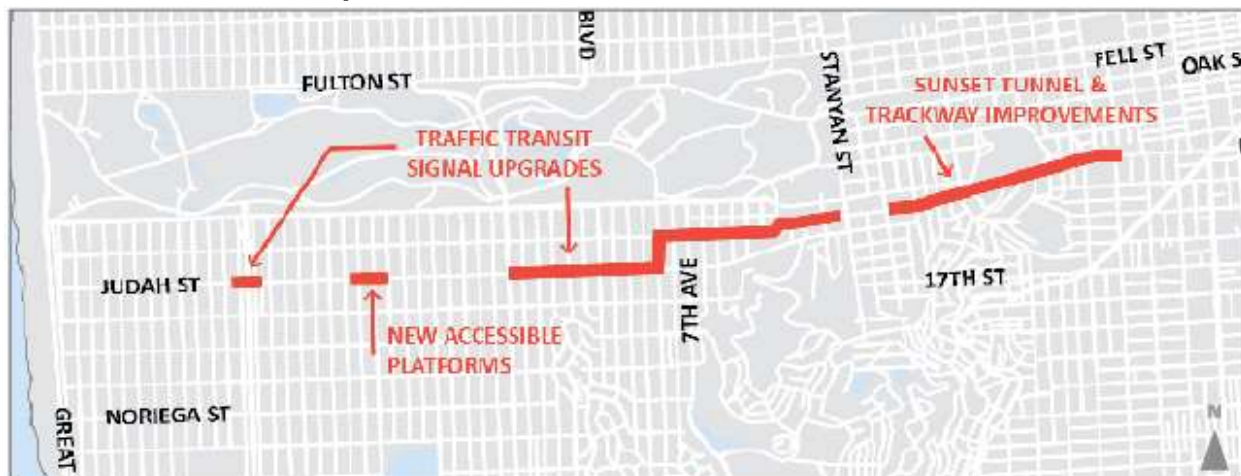 BLVD
FULTON ST
STANYAN ST
FELL ST
OAK S
SUNSET TUNNEL &
TRACKWAY IMPROVEMENTS
TRAFFIC TRANSIT
SIGNAL UPGRADES
JUDAH ST
7TH AVE
17TH ST
NEW ACCESSIBLE
PLATFORMS
NORIEGA ST
GREAT
N